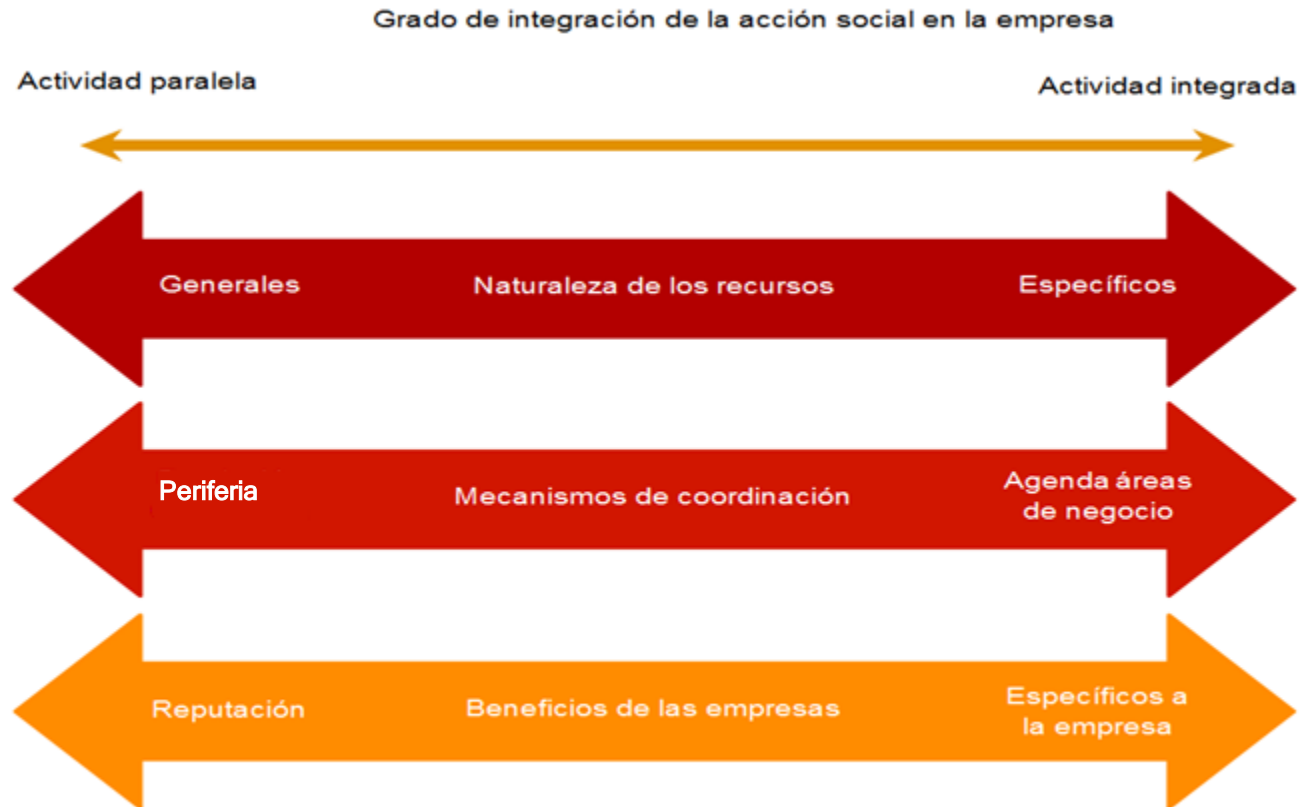 Grado de integración de la acción social en la empresa
Actividad paralela
Actividad integrada
Generales
Naturaleza de los recursos
Específicos
Periferia
Mecanismos de coordinación
Agenda áreas
de negocio
Reputación
Beneficios de las empresas
Específicos a
la empresa